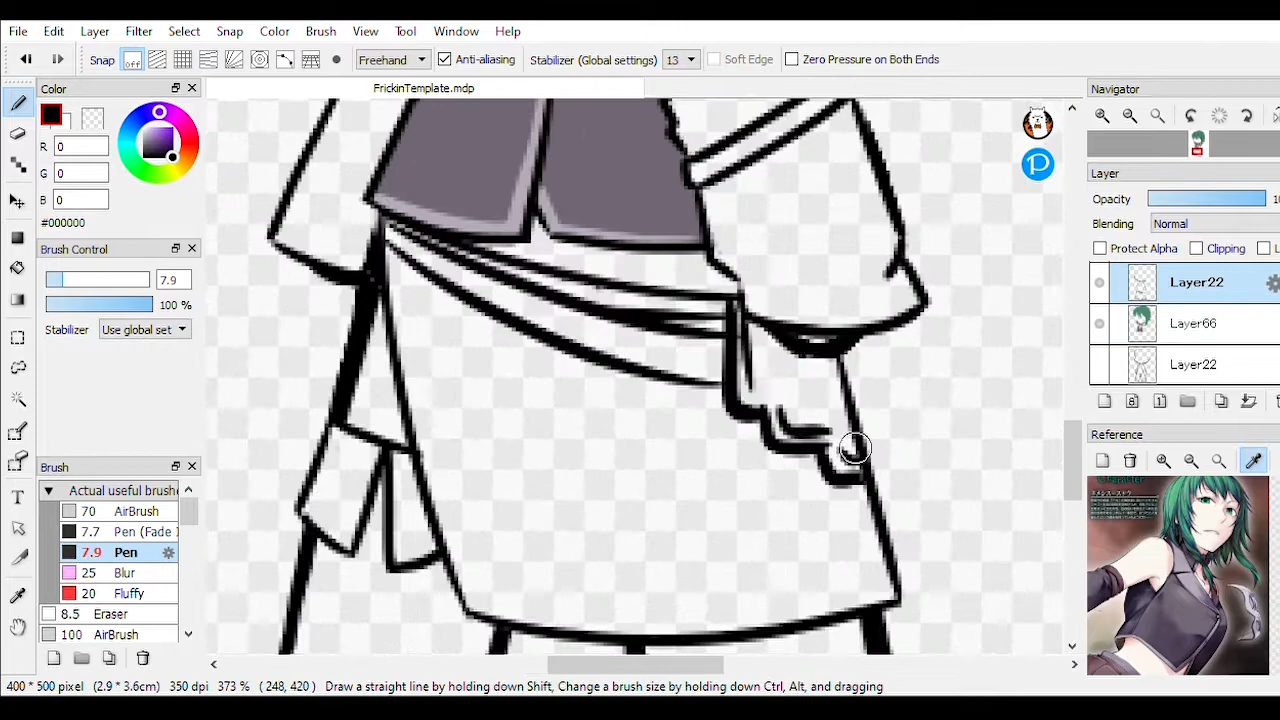 File Edit Layer Filter Select Snap Color Brush View Tool Window Help
Snap off Freehand Anti-aliasing Stabilizer (Global settings) 13 Soft Edge Zero Pressure on Both Ends
Color
FrickinTemplate.mdp
Navigator
R 0
G 0
B 0
#000000
Layer
Opacity 10
Blending Normal
Protect Alpha Clipping L
Brush Control
7.9
100 %
Stabilizer Use global set
Layer22
Layer66
Layer22
Reference
Brush
Actual useful brushe
70 AirBrush
7.7 Pen (Fade
7.9 Pen
25 Blur
20 Fluffy
8.5 Eraser
100 AirBrush
Character
400 * 500 pixel (2.9 * 3.6cm) 350 dpi 373 % ( 248, 420 ) Draw a straight line by holding down Shift, Change a brush size by holding down Ctrl, Alt, and dragging